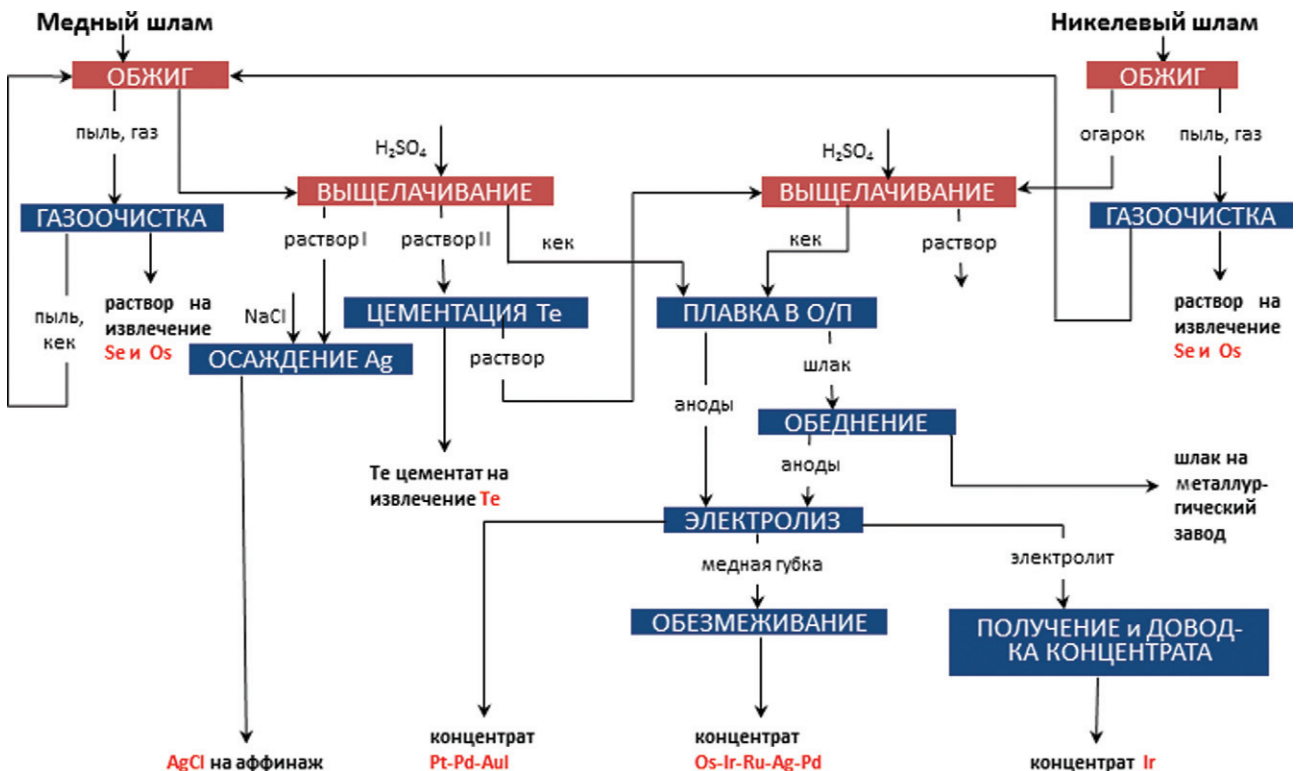 Медный шлам
Никелевый шлам
ОБЖИГ
ОБЖИГ
пыль, газ
огарок
пыль, газ
H₂SO₄
H₂SO₄
ВЫЩЕЛАЧИВАНИЕ
ВЫЩЕЛАЧИВАНИЕ
ГАЗООЧИСТКА
ГАЗООЧИСТКА
раствор I
раствор II
кек
кек
раствор
пыль,
кек
раствор на
извлечение
Se и Os
NaCl
ЦЕМЕНТАЦИЯ Te
ПЛАВКА В О/П
раствор на
извлечение
Se и Os
ОСАЖДЕНИЕ Ag
раствор
шлак
аноды
ОБЕДНЕНИЕ
Те цементат на
извлечение Te
аноды
шлак на
металлур-
гический
завод
ЭЛЕКТРОЛИЗ
медная губка
электролит
ОБЕЗМЕЖИВАНИЕ
ПОЛУЧЕНИЕ и ДОВОД-
КА КОНЦЕНТРАТА
AgCl на аффинаж
концентрат
Pt-Pd-Aul
концентрат
Os-Ir-Ru-Ag-Pd
концентрат Ir